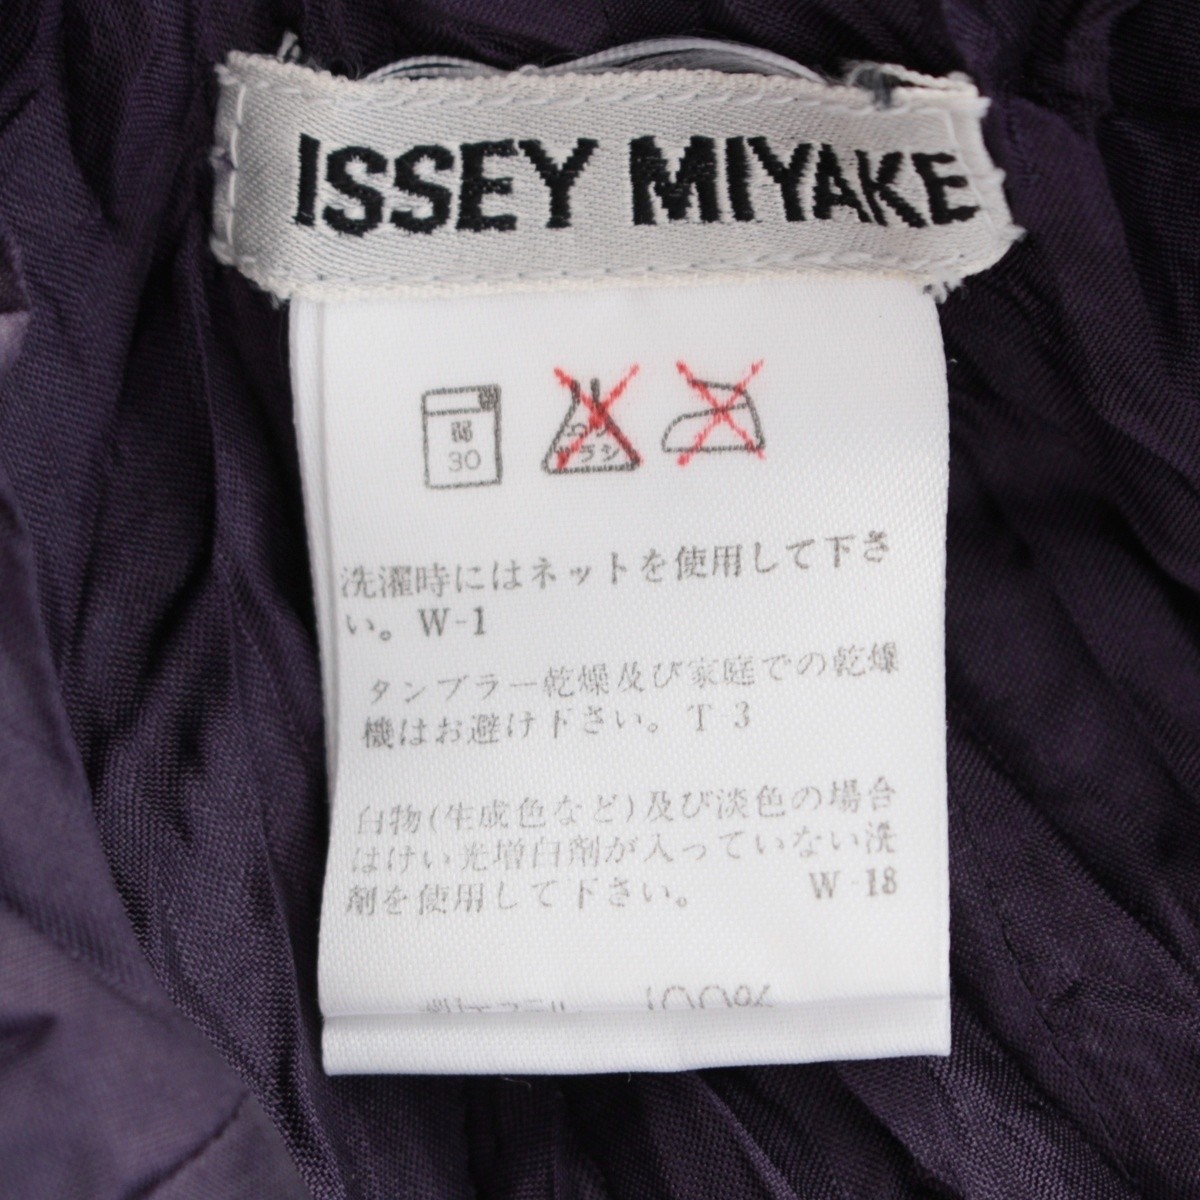 ISSEY MIYAKE
弱
30
洗濯時にはネットを使用して下さ
い。W-1
タンブラー乾燥及び家庭での乾燥
機はお避け下さい。T-3
白物(生成色など)及び淡色の場合
はけい光増白剤が入っていない洗
剤を使用して下さい。 W-18
100%